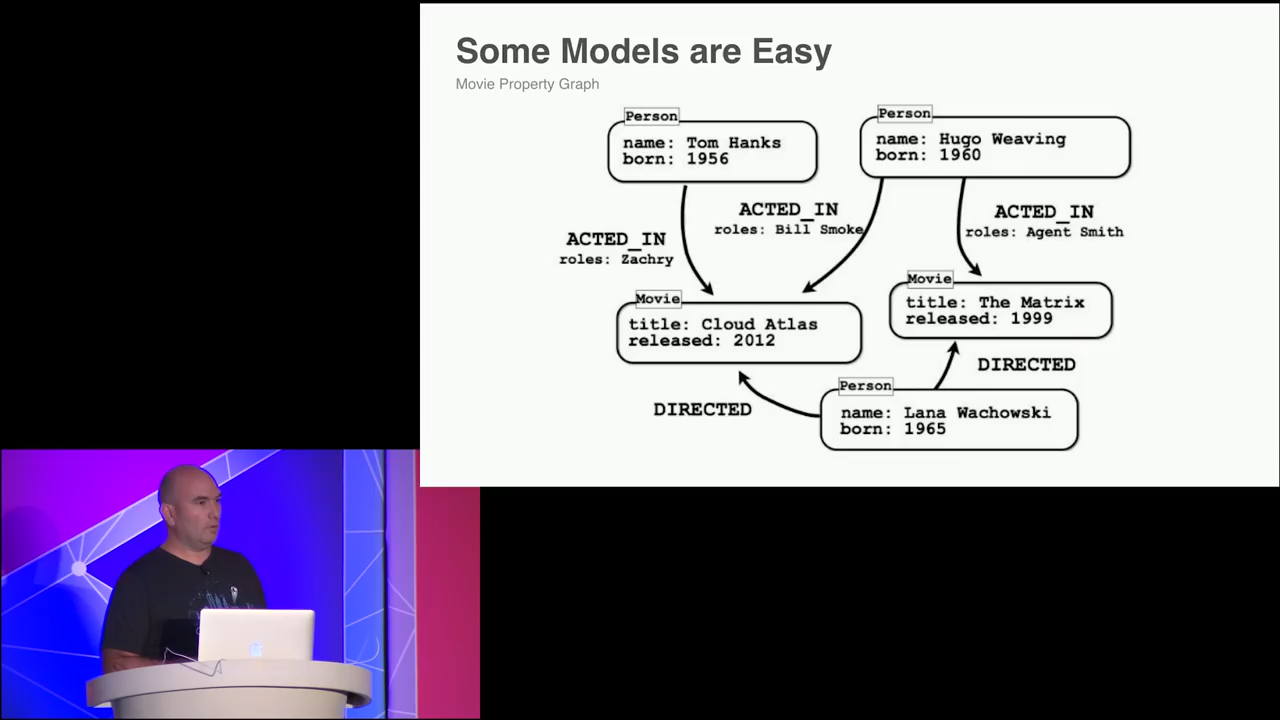 Some Models are Easy
Movie Property Graph
Person
name: Tom Hanks
born: 1956
Person
name: Hugo Weaving
born: 1960
ACTED_IN
roles: Zachry
ACTED_IN
roles: Bill Smoke
ACTED_IN
roles: Agent Smith
Movie
title: Cloud Atlas
released: 2012
Movie
title: The Matrix
released: 1999
DIRECTED
DIRECTED
Person
name: Lana Wachowski
born: 1965